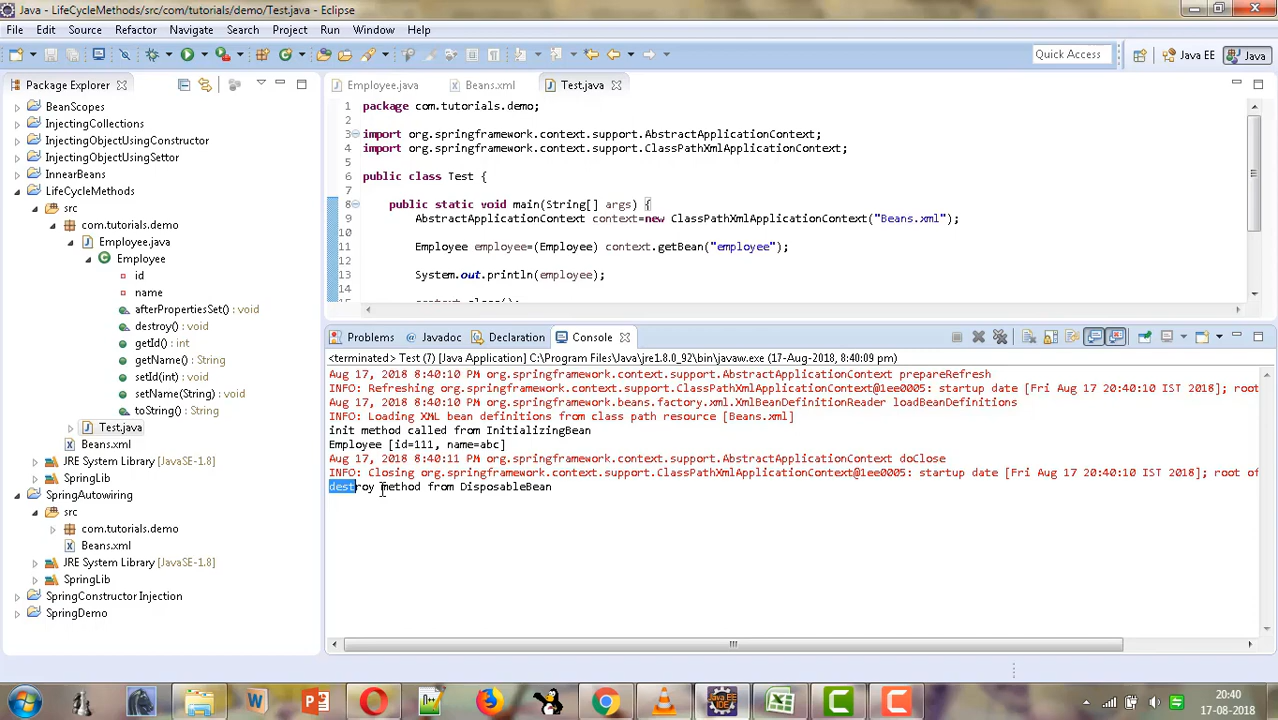 Java - LifeCycleMethods/src/com/tutorials/demo/Test.java - Eclipse
File Edit Source Refactor Navigate Search Project Run Window Help
Quick Access Java EE Java
Package Explorer
BeanScopes
InjectingCollections
InjectingObjectUsingConstructor
InjectingObjectUsingSettor
InnearBeans
LifeCycleMethods
src
com.tutorials.demo
Employee.java
Employee
id
name
afterPropertiesSet() : void
destroy() : void
getId() : int
getName() : String
setId(int) : void
setName(String) : void
toString() : String
Test.java
Beans.xml
JRE System Library [JavaSE-1.8]
SpringLib
SpringAutowiring
src
com.tutorials.demo
Beans.xml
JRE System Library [JavaSE-1.8]
SpringLib
SpringConstructor Injection
SpringDemo
Employee.java Beans.xml Test.java
1 package com.tutorials.demo;
2
3 import org.springframework.context.support.AbstractApplicationContext;
4 import org.springframework.context.support.ClassPathXmlApplicationContext;
5
6 public class Test {
7
8 public static void main(String[] args) {
9 AbstractApplicationContext context=new ClassPathXmlApplicationContext("Beans.xml");
10
11 Employee employee=(Employee) context.getBean("employee");
12
13 System.out.println(employee);
14
15 context.close();
Problems Javadoc Declaration Console
<terminated> Test (7) [Java Application] C:\Program Files\Java\jre1.8.0_92\bin\javaw.exe (17-Aug-2018, 8:40:09 PM)
Aug 17, 2018 8:40:10 PM org.springframework.context.support.AbstractApplicationContext prepareRefresh
INFO: Refreshing org.springframework.context.support.ClassPathXmlApplicationContext@1ee0005: startup date [Fri Aug 17 20:40:10 IST 2018]; root
Aug 17, 2018 8:40:10 PM org.springframework.beans.factory.xml.XmlBeanDefinitionReader loadBeanDefinitions
INFO: Loading XML bean definitions from class path resource [Beans.xml]
init method called from InitializingBean
Employee [id=111, name=abc]
Aug 17, 2018 8:40:11 PM org.springframework.context.support.AbstractApplicationContext doClose
INFO: Closing org.springframework.context.support.ClassPathXmlApplicationContext@1ee0005: startup date [Fri Aug 17 20:40:10 IST 2018]; root of
destroy method from DisposableBean
20:40
17-08-2018